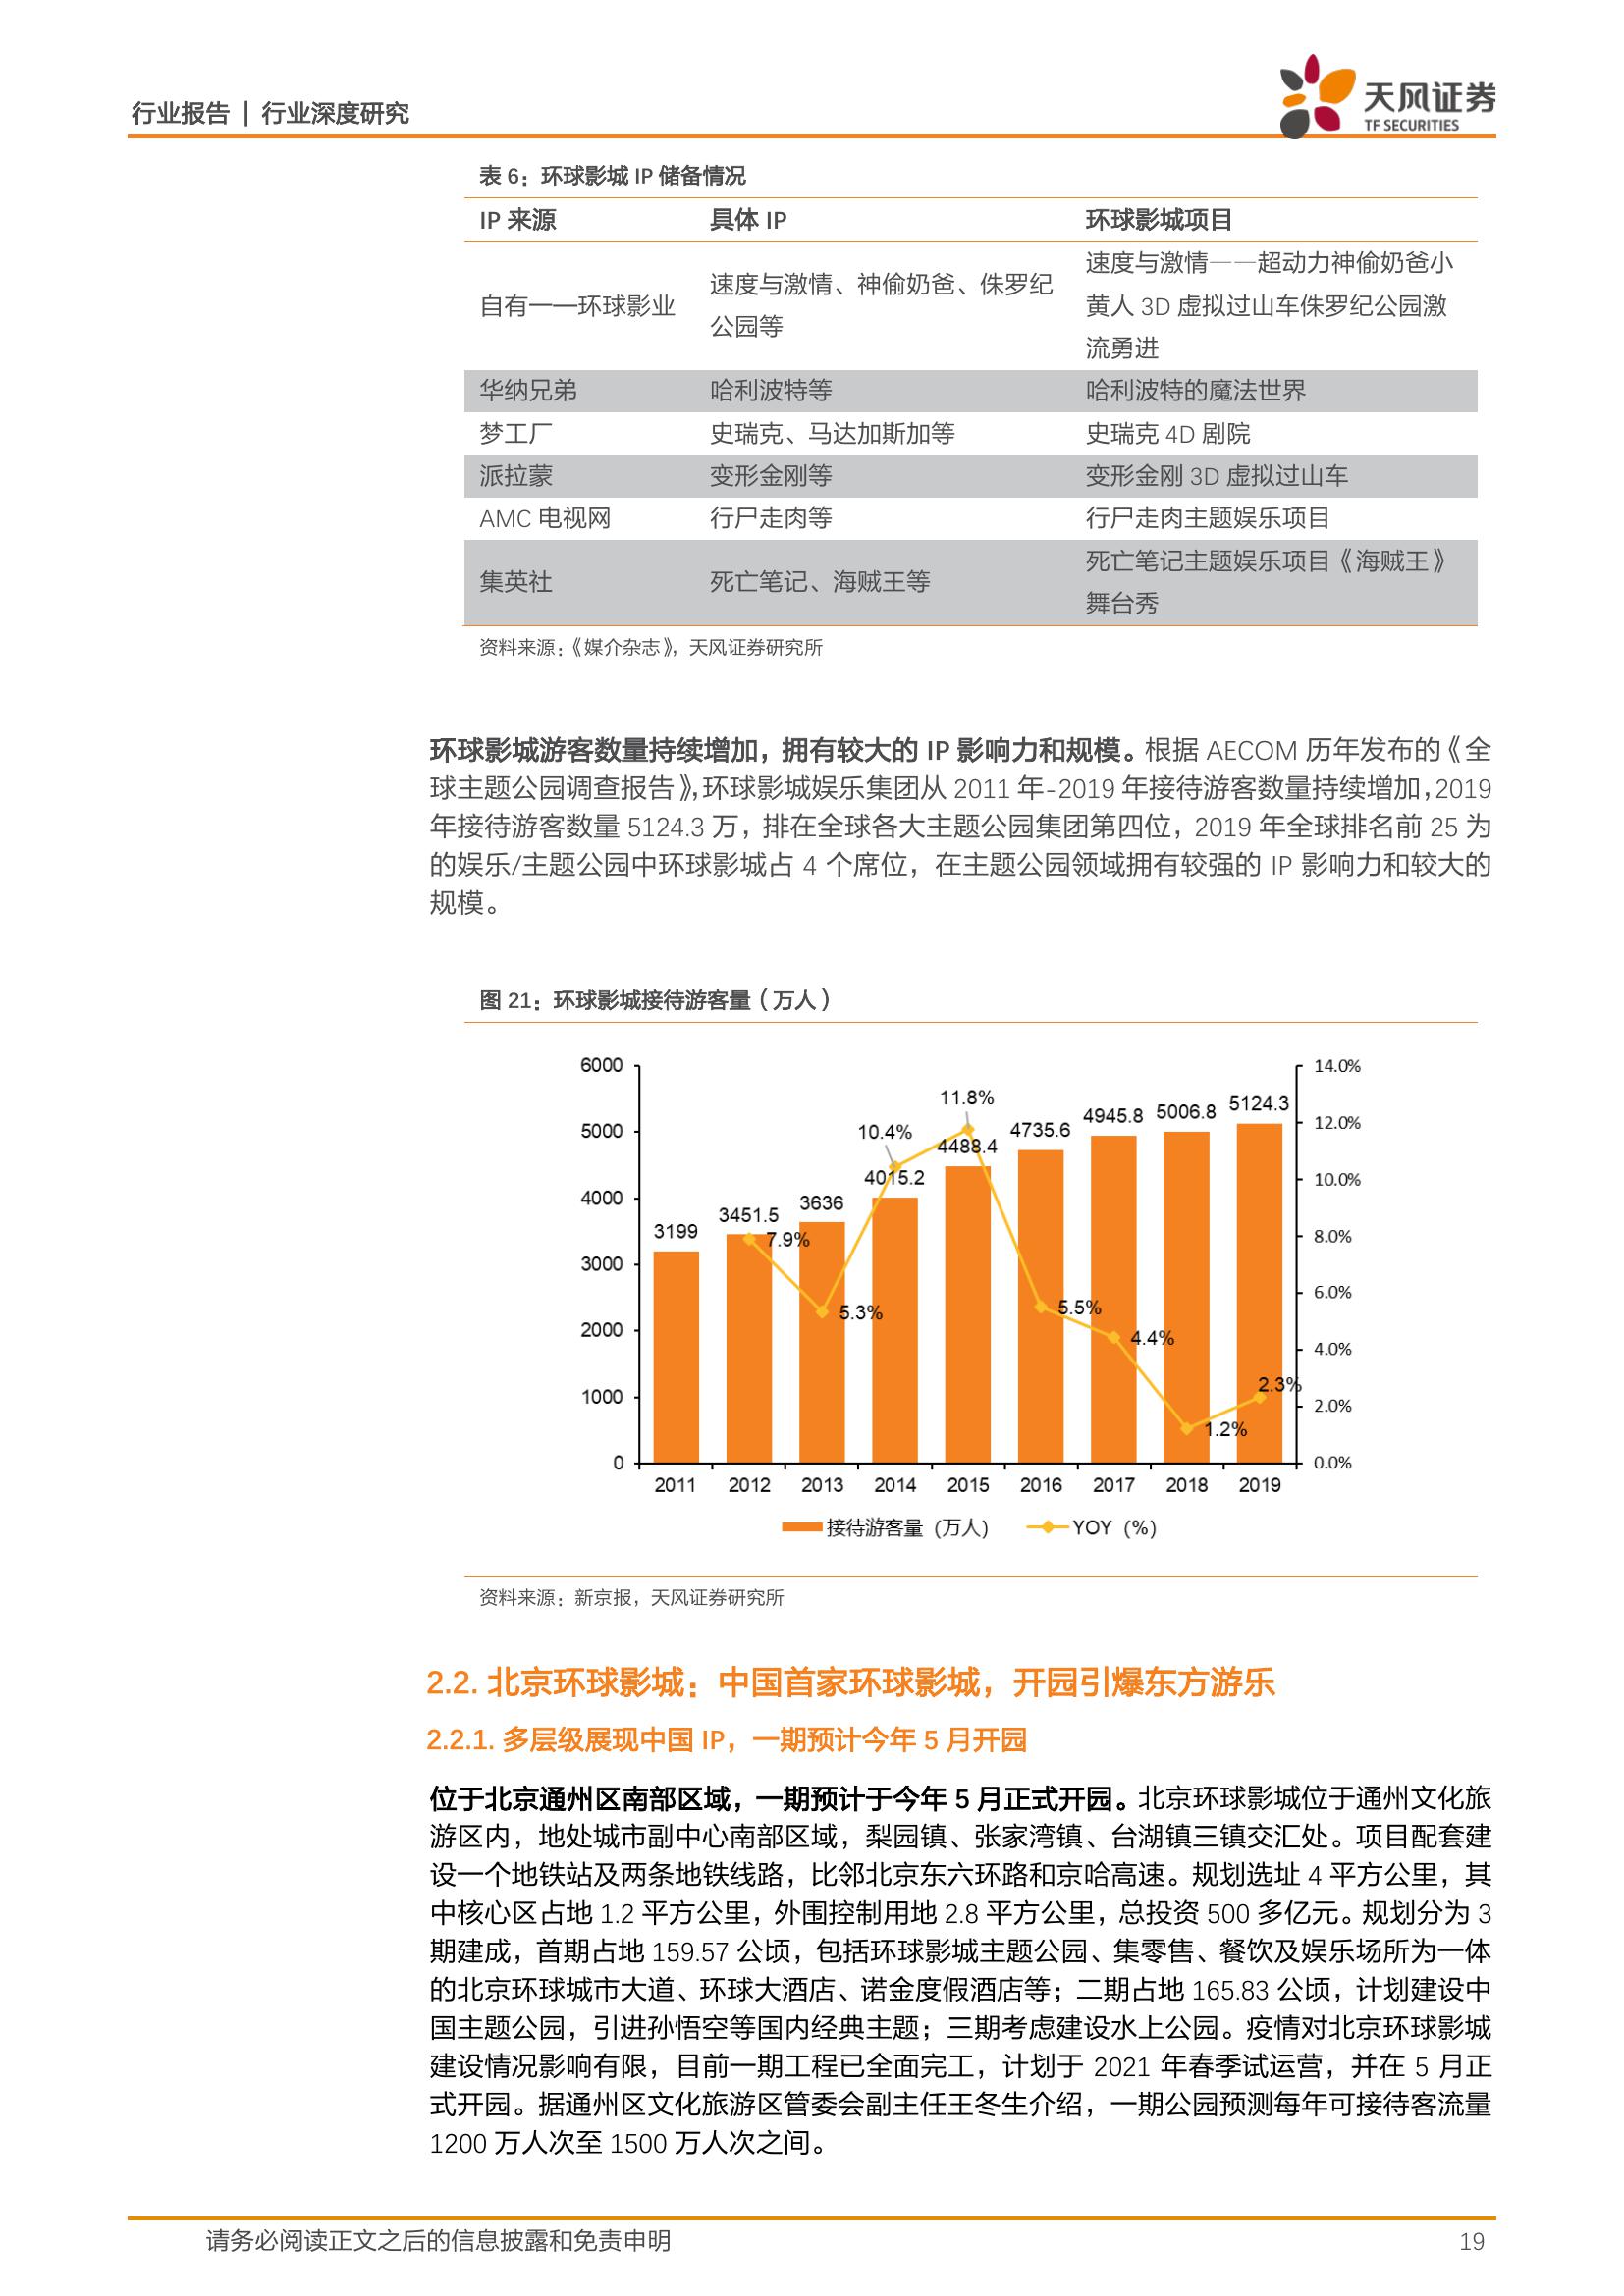 行业报告 | 行业深度研究
天风证券
TF SECURITIES
表 6：环球影城 IP 储备情况
IP 来源 具体 IP 环球影城项目
自有一—环球影业 速度与激情、神偷奶爸、侏罗纪公园等 速度与激情——超动力神偷奶爸小黄人 3D 虚拟过山车侏罗纪公园激流勇进
华纳兄弟 哈利波特等 哈利波特的魔法世界
梦工厂 史瑞克、马达加斯加等 史瑞克 4D 剧院
派拉蒙 变形金刚等 变形金刚 3D 虚拟过山车
AMC 电视网 行尸走肉等 行尸走肉主题娱乐项目
集英社 死亡笔记、海贼王等 死亡笔记主题娱乐项目《海贼王》舞台秀
资料来源：《媒介杂志》，天风证券研究所
环球影城游客数量持续增加，拥有较大的 IP 影响力和规模。根据 AECOM 历年发布的《全
球主题公园调查报告》，环球影城娱乐集团从 2011 年-2019 年接待游客数量持续增加，2019
年接待游客数量 5124.3 万，排在全球各大主题公园集团第四位，2019 年全球排名前 25 为
的娱乐/主题公园中环球影城占 4 个席位，在主题公园领域拥有较强的 IP 影响力和较大的
规模。
图 21：环球影城接待游客量（万人）
6000
5000
4000
3000
2000
1000
0
14.0%
12.0%
10.0%
8.0%
6.0%
4.0%
2.0%
0.0%
3199
3451.5
3636
4015.2
4488.4
4735.6
4945.8
5006.8
5124.3
7.9%
5.3%
10.4%
11.8%
5.5%
4.4%
1.2%
2.3%
2011 2012 2013 2014 2015 2016 2017 2018 2019
接待游客量（万人） YOY（%）
资料来源：新京报，天风证券研究所
2.2. 北京环球影城：中国首家环球影城，开园引爆东方游乐
2.2.1. 多层级展现中国 IP，一期预计今年 5 月开园
位于北京通州区南部区域，一期预计于今年 5 月正式开园。北京环球影城位于通州文化旅
游区内，地处城市副中心南部区域，梨园镇、张家湾镇、台湖镇三镇交汇处。项目配套建
设一个地铁站及两条地铁线路，比邻北京东六环路和京哈高速。规划选址 4 平方公里，其
中核心区占地 1.2 平方公里，外围控制用地 2.8 平方公里，总投资 500 多亿元。规划分为 3
期建成，首期占地 159.57 公顷，包括环球影城主题公园、集零售、餐饮及娱乐场所为一体
的北京环球城市大道、环球大酒店、诺金度假酒店等；二期占地 165.83 公顷，计划建设中
国主题公园，引进孙悟空等国内经典主题；三期考虑建设水上公园。疫情对北京环球影城
建设情况影响有限，目前一期工程已全面完工，计划于 2021 年春季试运营，并在 5 月正
式开园。据通州区文化旅游区管委会副主任王冬生介绍，一期公园预测每年可接待客流量
1200 万人次至 1500 万人次之间。
请务必阅读正文之后的信息披露和免责申明
19